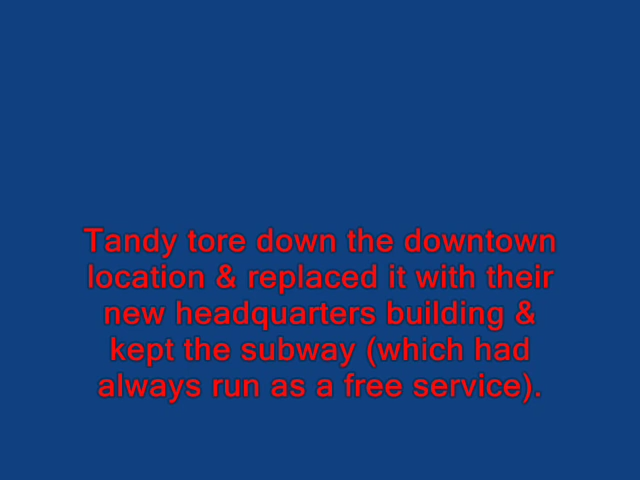 Tandy tore down the downtown
location & replaced it with their
new headquarters building &
kept the subway (which had
always run as a free service).